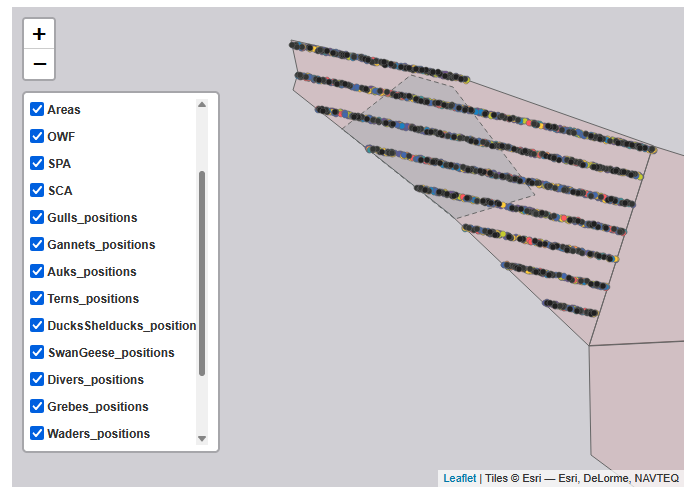 +
−
Areas
OWF
SPA
SCA
Gulls_positions
Gannets_positions
Auks_positions
Terns_positions
DucksShelducks_position
SwanGeese_positions
Divers_positions
Grebes_positions
Waders_positions
Leaflet | Tiles © Esri — Esri, DeLorme, NAVTEQ